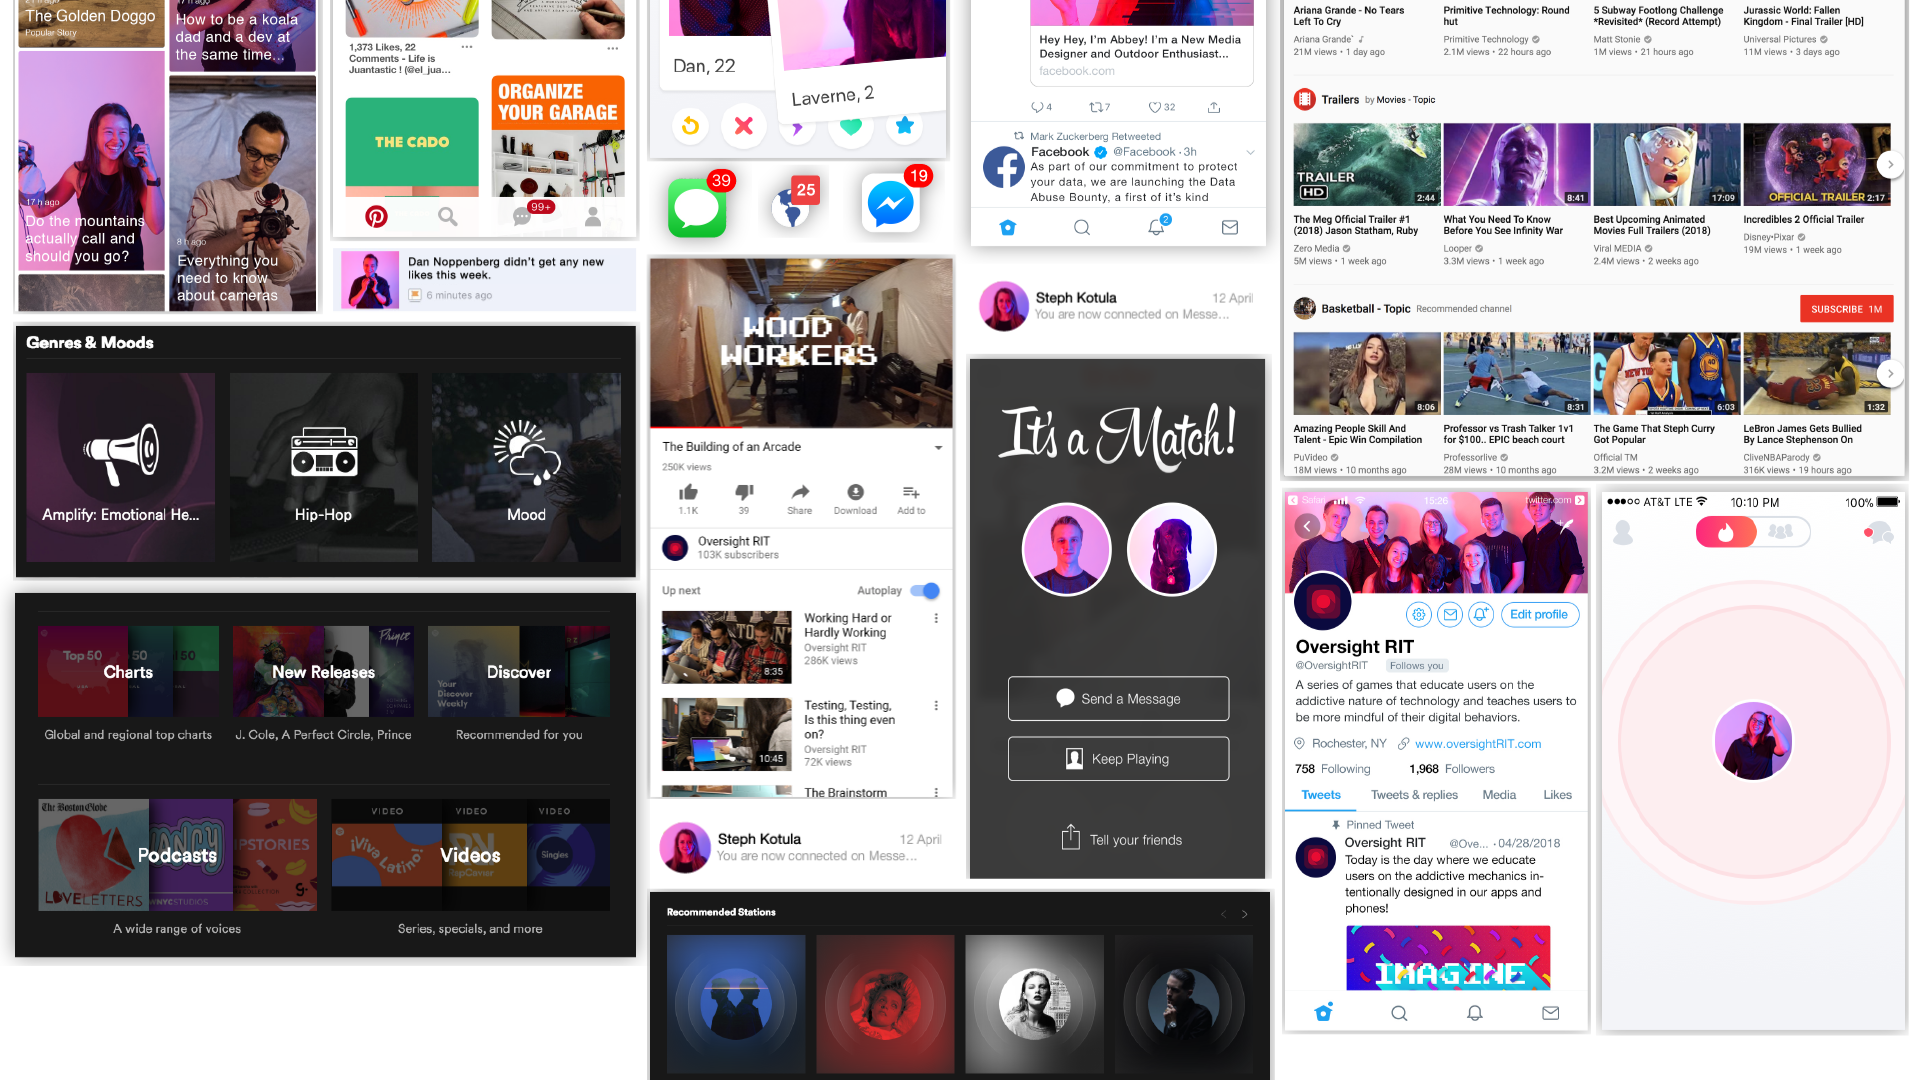 The Golden Doggo
Popular Story
17 h ago
How to be a koala
dad and a dev at
the same time...
17 h ago
Do the mountains
actually call and
should you go?
8 h ago
Everything you
need to know
about cameras
1,373 Likes, 22
Comments - Life is
Juantastic ! (@el_jua...
THE CADO
ORGANIZE
YOUR GARAGE
99+
Dan Noppenberg didn't get any new
likes this week.
6 minutes ago
Genres & Moods
Amplify: Emotional He...
Hip-Hop
Mood
Top 50
50
Charts
Global and regional top charts
Prince
New Releases
J. Cole, A Perfect Circle, Prince
Your
Discover
Weekly
Discover
Recommended for you
The Boston Globe
LOVE LETTERS
WNYCSTUDIOS
Podcasts
A wide range of voices
VIDEO
VIDEO
VIDEO
¡Viva Latino!
RapCaviar
Singles
Videos
Series, specials, and more
Dan, 22
Laverne, 2
39
25
19
WOOD
WORKERS
The Building of an Arcade
250K views
1.1K
39
Share
Download
Add to
Oversight RIT
103K subscribers
Up next
Autoplay
Working Hard or
Hardly Working
Oversight RIT
286K views
8:35
Testing, Testing,
Is this thing even
on?
Oversight RIT
72K views
10:45
The Brainstorm
Steph Kotula
12 April
You are now connected on Messe...
Recommended Stations
Hey Hey, I'm Abbey! I'm a New Media
Designer and Outdoor Enthusiast...
facebook.com
4
7
32
Mark Zuckerberg Retweeted
Facebook @Facebook · 3h
As part of our commitment to protect
your data, we are launching the Data
Abuse Bounty, a first of it's kind
2
Steph Kotula
12 April
You are now connected on Messe...
It's a Match!
Send a Message
Keep Playing
Tell your friends
Ariana Grande - No Tears
Left To Cry
Ariana Grande
21M views • 1 day ago
Primitive Technology: Round
hut
Primitive Technology
2.1M views • 22 hours ago
5 Subway Footlong Challenge
*Revisited* (Record Attempt)
Matt Stonie
1M views • 21 hours ago
Jurassic World: Fallen
Kingdom - Final Trailer [HD]
Universal Pictures
11M views • 3 days ago
Trailers by Movies - Topic
TRAILER
HD
2:44
8:41
17:09
OFFICIAL TRAILER
2:17
The Meg Official Trailer #1
(2018) Jason Statham, Ruby
Zero Media
5M views • 1 week ago
What You Need To Know
Before You See Infinity War
Looper
3.3M views • 1 week ago
Best Upcoming Animated
Movies Full Trailers (2018)
Viral MEDIA
2.4M views • 2 weeks ago
Incredibles 2 Official Trailer
Disney•Pixar
19M views • 1 week ago
Basketball - Topic Recommended channel
SUBSCRIBE 1M
8:06
8:31
6:03
1:32
Amazing People Skill And
Talent - Epic Win Compilation
PuVideo
18M views • 10 months ago
Professor vs Trash Talker 1v1
for $100.. EPIC beach court
Professorlive
28M views • 10 months ago
The Game That Steph Curry
Got Popular
Official TM
3.2M views • 2 weeks ago
LeBron James Gets Bullied
By Lance Stephenson On
CliveNBAParody
316K views • 19 hours ago
Safari
15:26
twitter.com
Edit profile
Oversight RIT
@OversightRIT
Follows you
A series of games that educate users on the
addictive nature of technology and teaches users to
be more mindful of their digital behaviors.
Rochester, NY
www.oversightRIT.com
758 Following
1,968 Followers
Tweets
Tweets & replies
Media
Likes
Pinned Tweet
Oversight RIT @Ove... · 04/28/2018
Today is the day where we educate
users on the addictive mechanics in-
tentionally designed in our apps and
phones!
IMAGINE
AT&T LTE
10:10 PM
100%